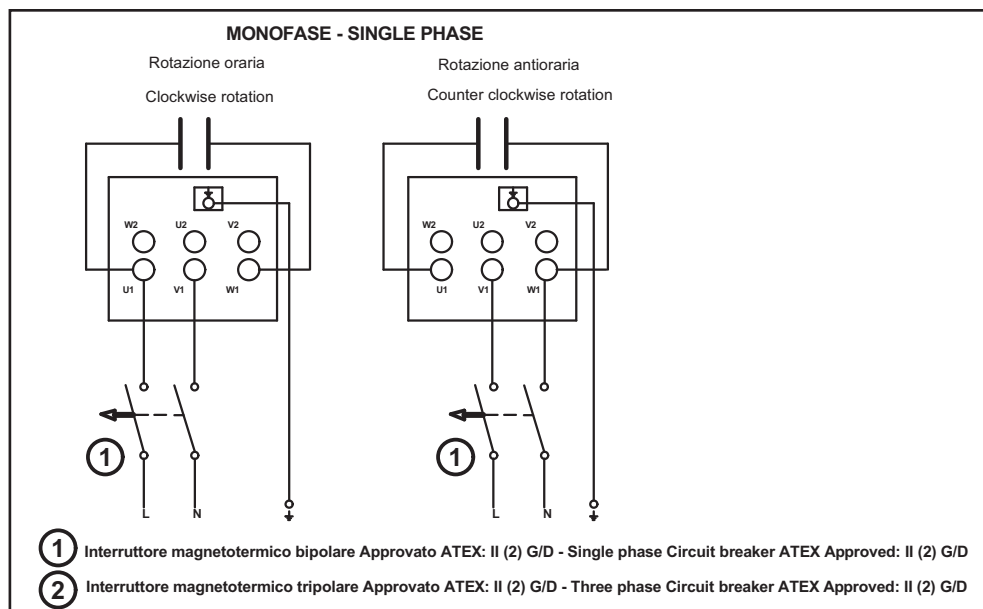 MONOFASE - SINGLE PHASE
Rotazione oraria
Clockwise rotation
W2 U2 V2
U1 V1 W1
1
L N
Rotazione antioraria
Counter clockwise rotation
W2 U2 V2
U1 V1 W1
1
L N
1 Interruttore magnetotermico bipolare Approvato ATEX: II (2) G/D - Single phase Circuit breaker ATEX Approved: II (2) G/D
2 Interruttore magnetotermico tripolare Approvato ATEX: II (2) G/D - Three phase Circuit breaker ATEX Approved: II (2) G/D